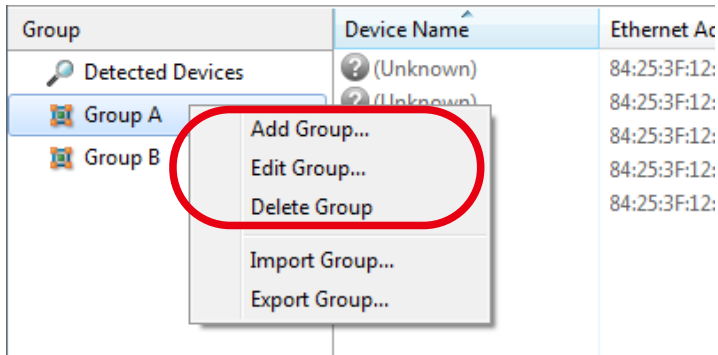 Group Device Name Ethernet Ad
Detected Devices (Unknown) 84:25:3F:12:
Group A (Unknown) 84:25:3F:12:
Add Group... 84:25:3F:12:
Group B Edit Group... 84:25:3F:12:
Delete Group 84:25:3F:12:
Import Group...
Export Group...